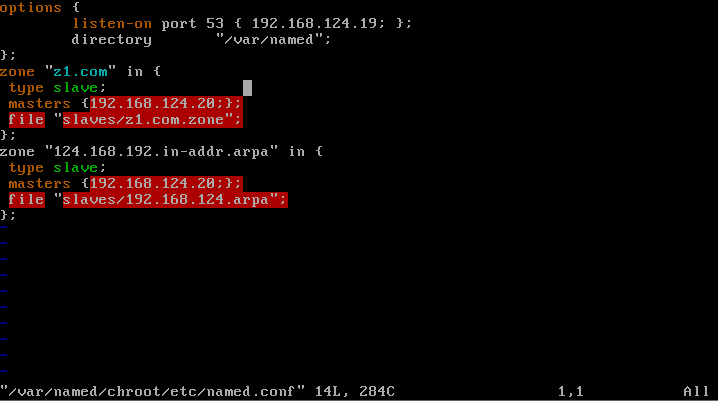 options {
        listen-on port 53 { 192.168.124.19; };
        directory       "/var/named";
};
zone "z1.com" in {
 type slave;
 masters {192.168.124.20;};
 file "slaves/z1.com.zone";
};
zone "124.168.192.in-addr.arpa" in {
 type slave;
 masters {192.168.124.20;};
 file "slaves/192.168.124.arpa";
};
~
~
~
~
~
~
~
~
~
"/var/named/chroot/etc/named.conf" 14L, 284C 1,1 All